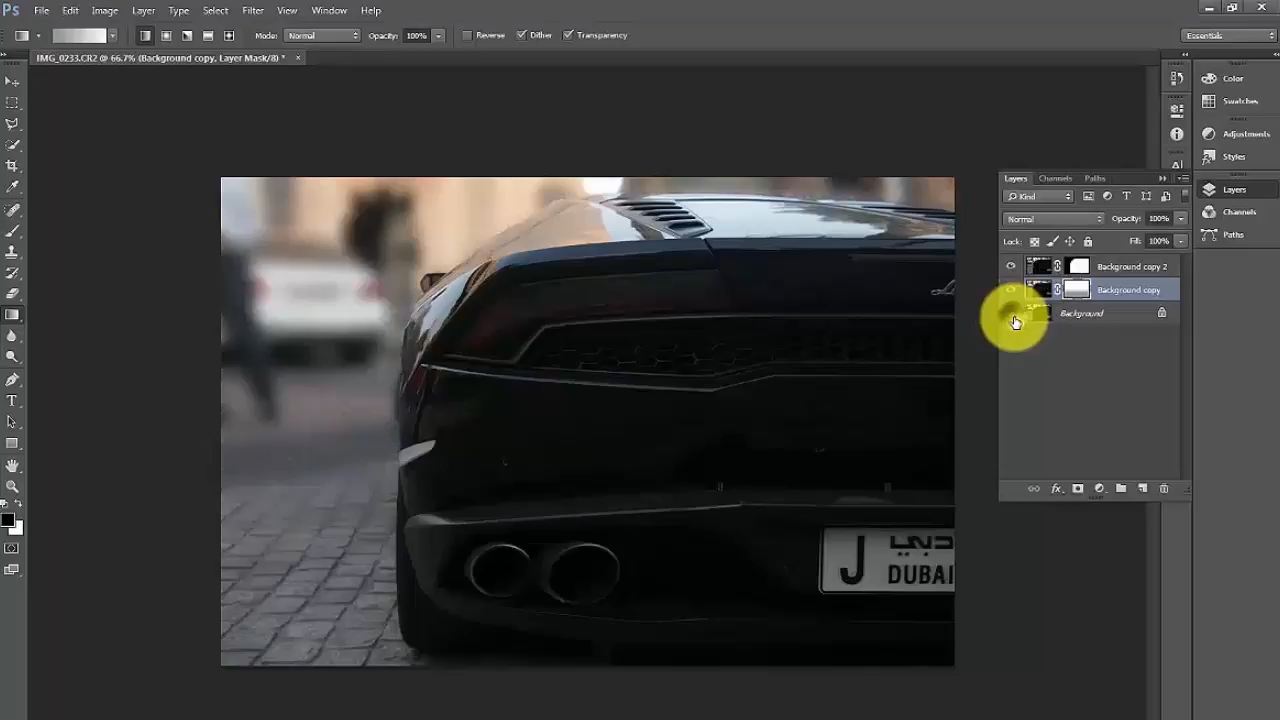 Ps File Edit Image Layer Type Select Filter View Window Help
Mode: Normal Opacity: 100% Reverse Dither Transparency Essentials
IMG_0233.CR2 @ 66.7% (Background copy, Layer Mask/8) * ×
Color
Swatches
Adjustments
Styles
Layers
Channels
Paths
Layers Channels Paths
Kind
Normal Opacity: 100%
Lock: Fill: 100%
Background copy 2
Background copy
Background
fx
T
J دبي
DUBAI